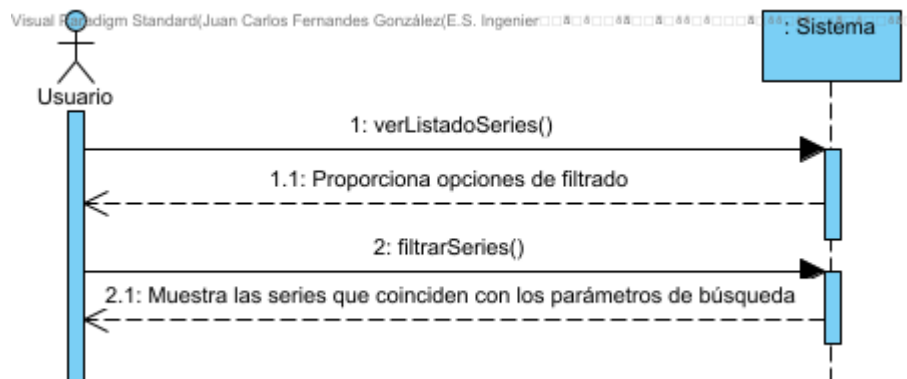 Visual Paradigm Standard(Juan Carlos Fernandes González(E.S. Ingenier
: Sistema
Usuario
1: verListadoSeries()
1.1: Proporciona opciones de filtrado
2: filtrarSeries()
2.1: Muestra las series que coinciden con los parámetros de búsqueda